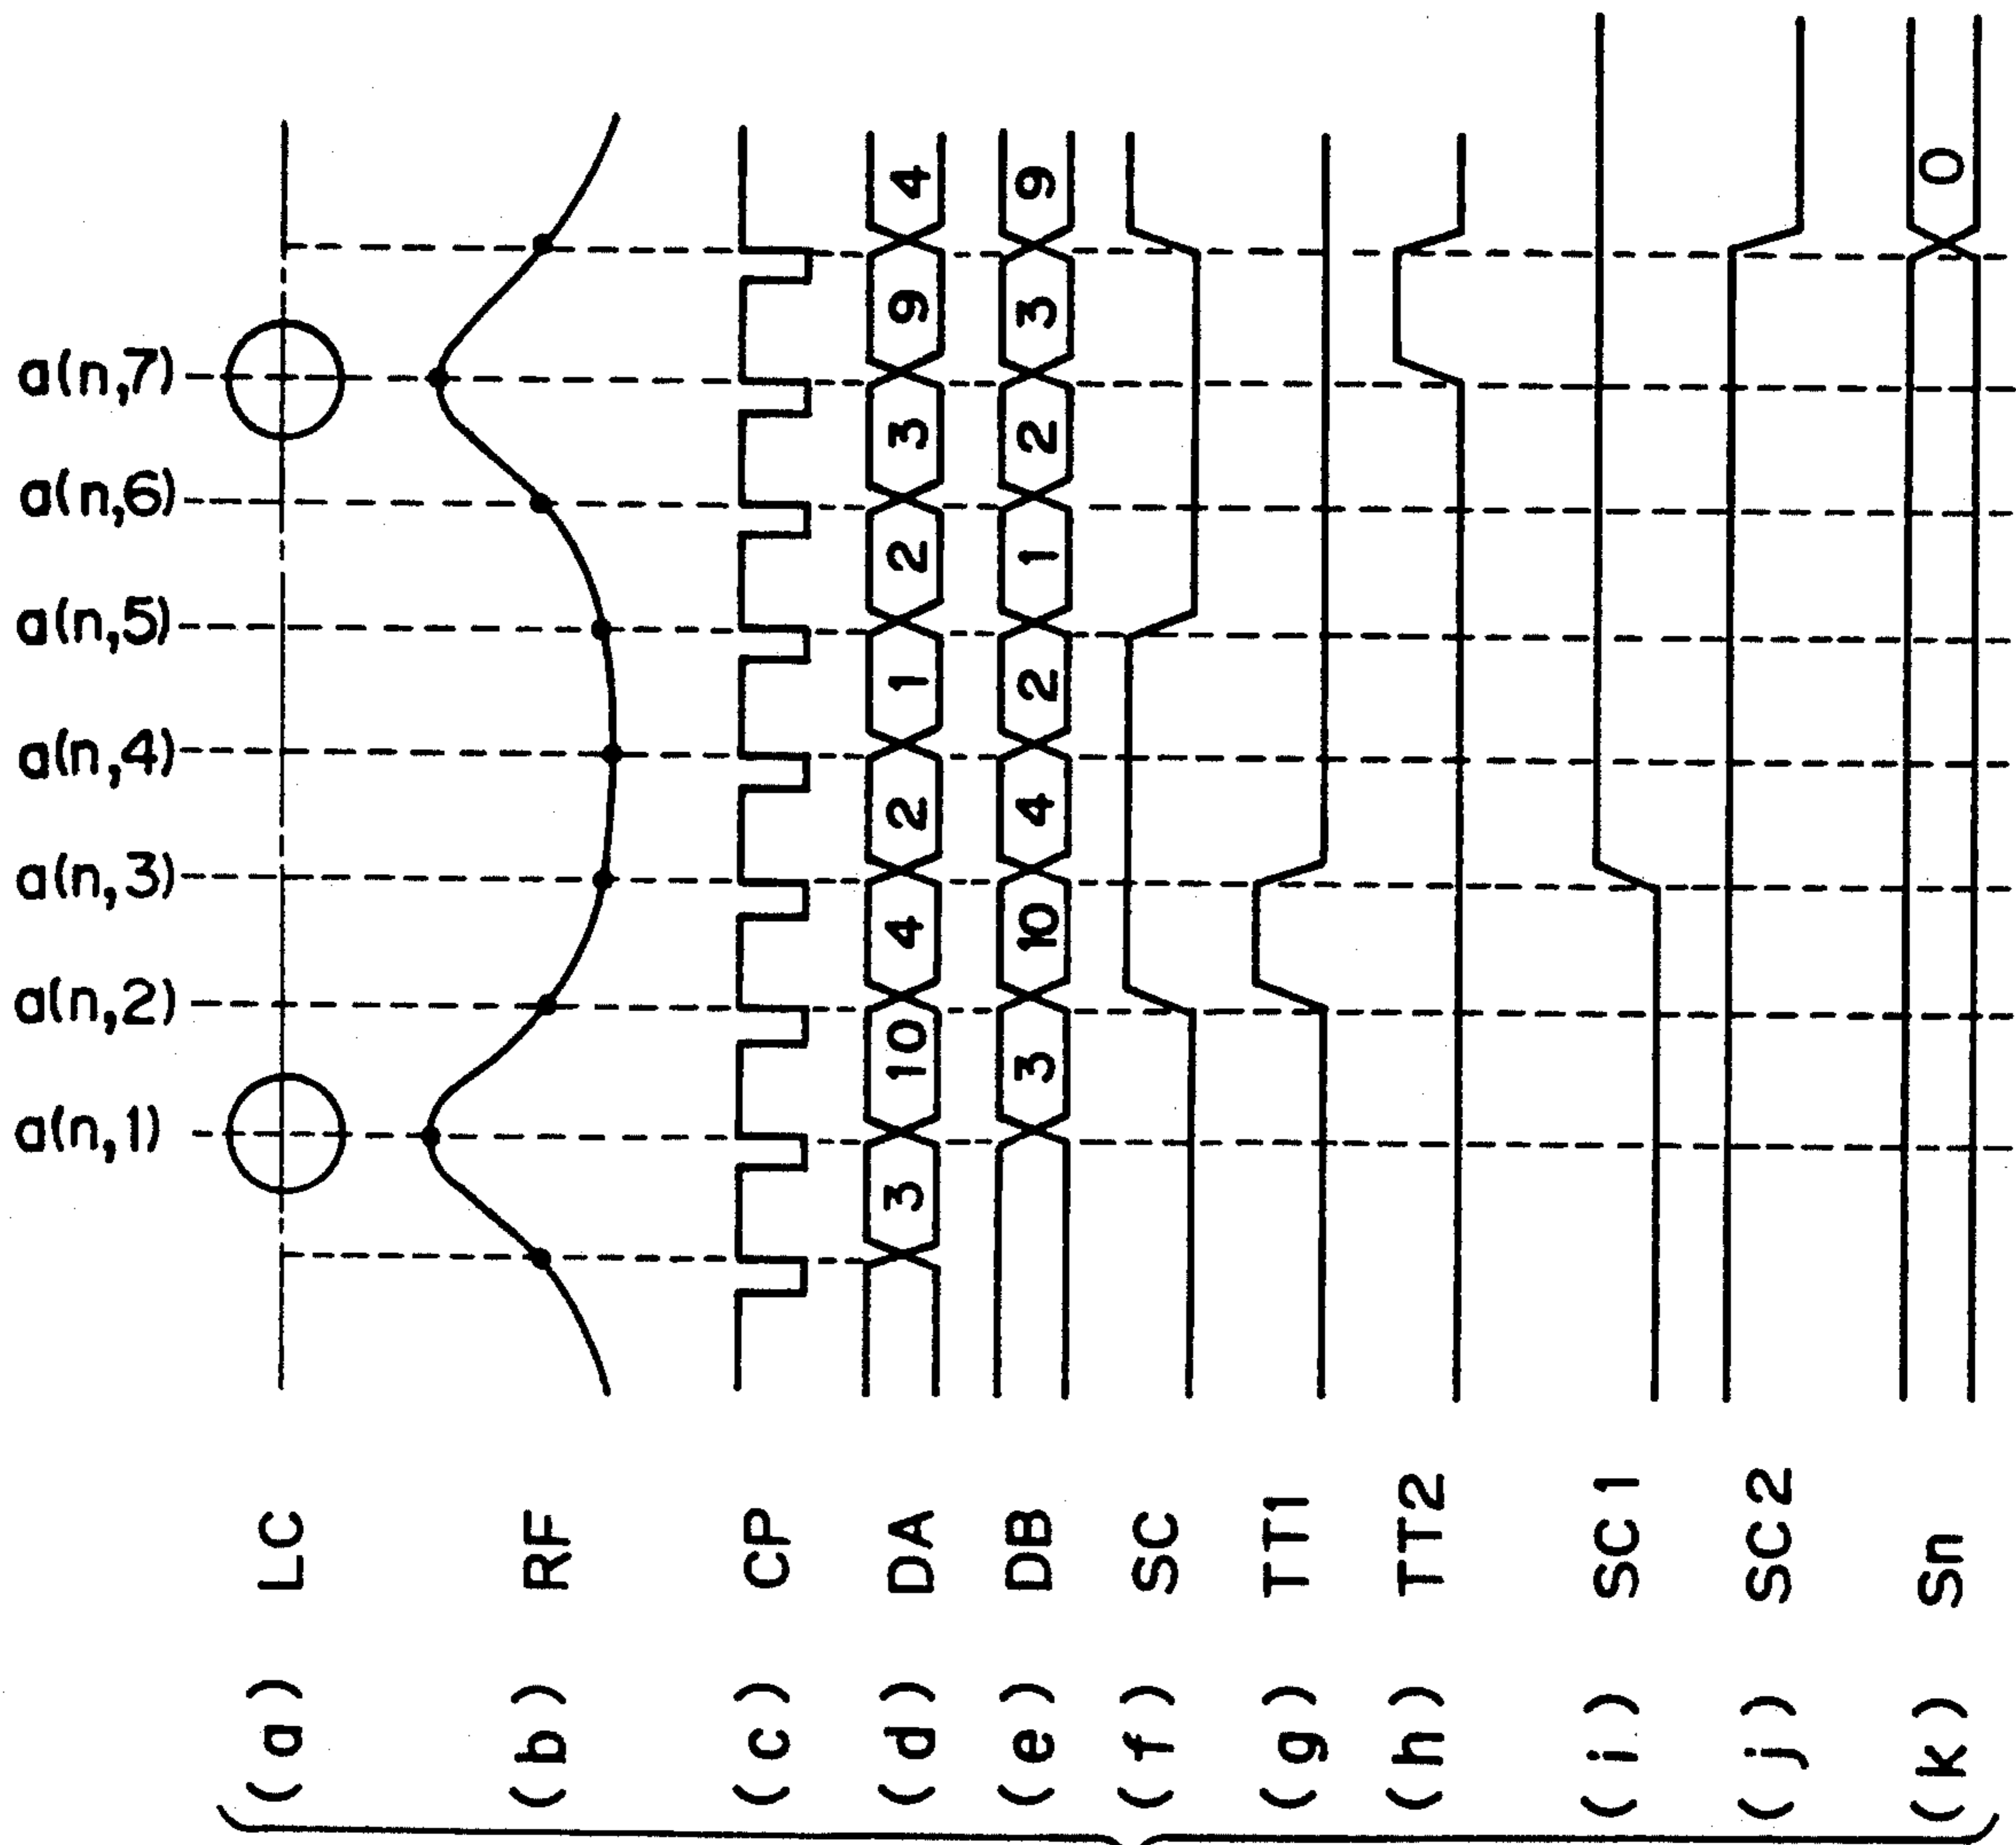 a(n,1) a(n,2) a(n,3) a(n,4) a(n,5) a(n,6) a(n,7)
(a) LC
(b) RF
(c) CP
(d) DA 3 10 4 2 1 2 3 9 4
(e) DB 3 10 4 2 1 2 3 9
(f) SC
(g) TT1
(h) TT2
(i) SC1
(j) SC2
(k) Sn 0